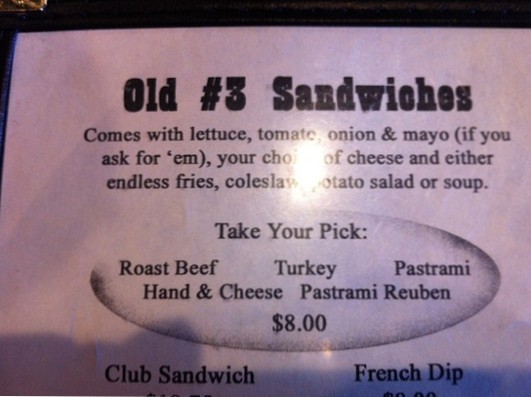 Old #3 Sandwiches
Comes with lettuce, tomato, onion & mayo (if you
ask for ‘em), your of cheese and either
endless fries, coleslaw, potato salad or soup.
Take Your Pick:
Roast Beef Turkey Pastrami
Hand & Cheese Pastrami Reuben
$8.00
Club Sandwich French Dip